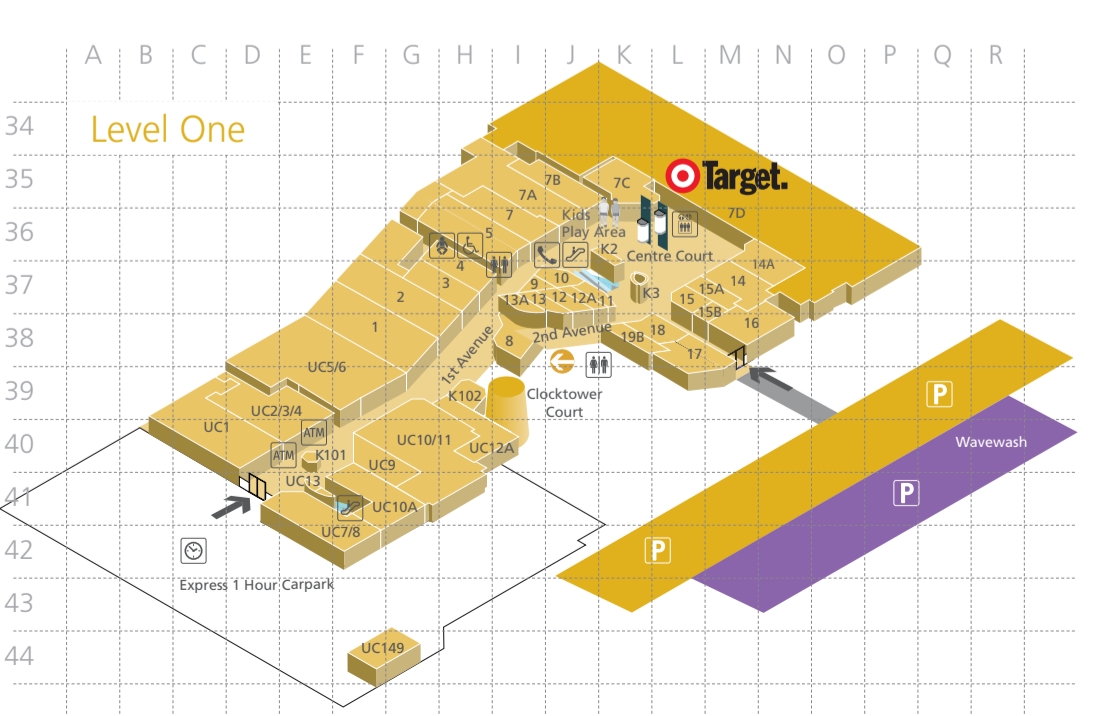 A B C D E F G H I J K L M N O P Q R
34
Level One
35
7B
7C
Target.
7A
7
7D
Kids
Play Area
36
5
K2
Centre Court
4
14A
37
3
9
10
14
2
13A
13
12
12A
11
K3
15
15A
15B
1
16
38
8
2nd Avenue
19B
18
17
1st Avenue
UC5/6
39
K102
Clocktower
Court
P
UC2/3/4
UC1
ATM
40
UC10/11
UC12A
Wavewash
ATM
K101
UC9
UC13
41
UC10A
P
UC7/8
42
P
Express 1 Hour Carpark
43
44
UC149